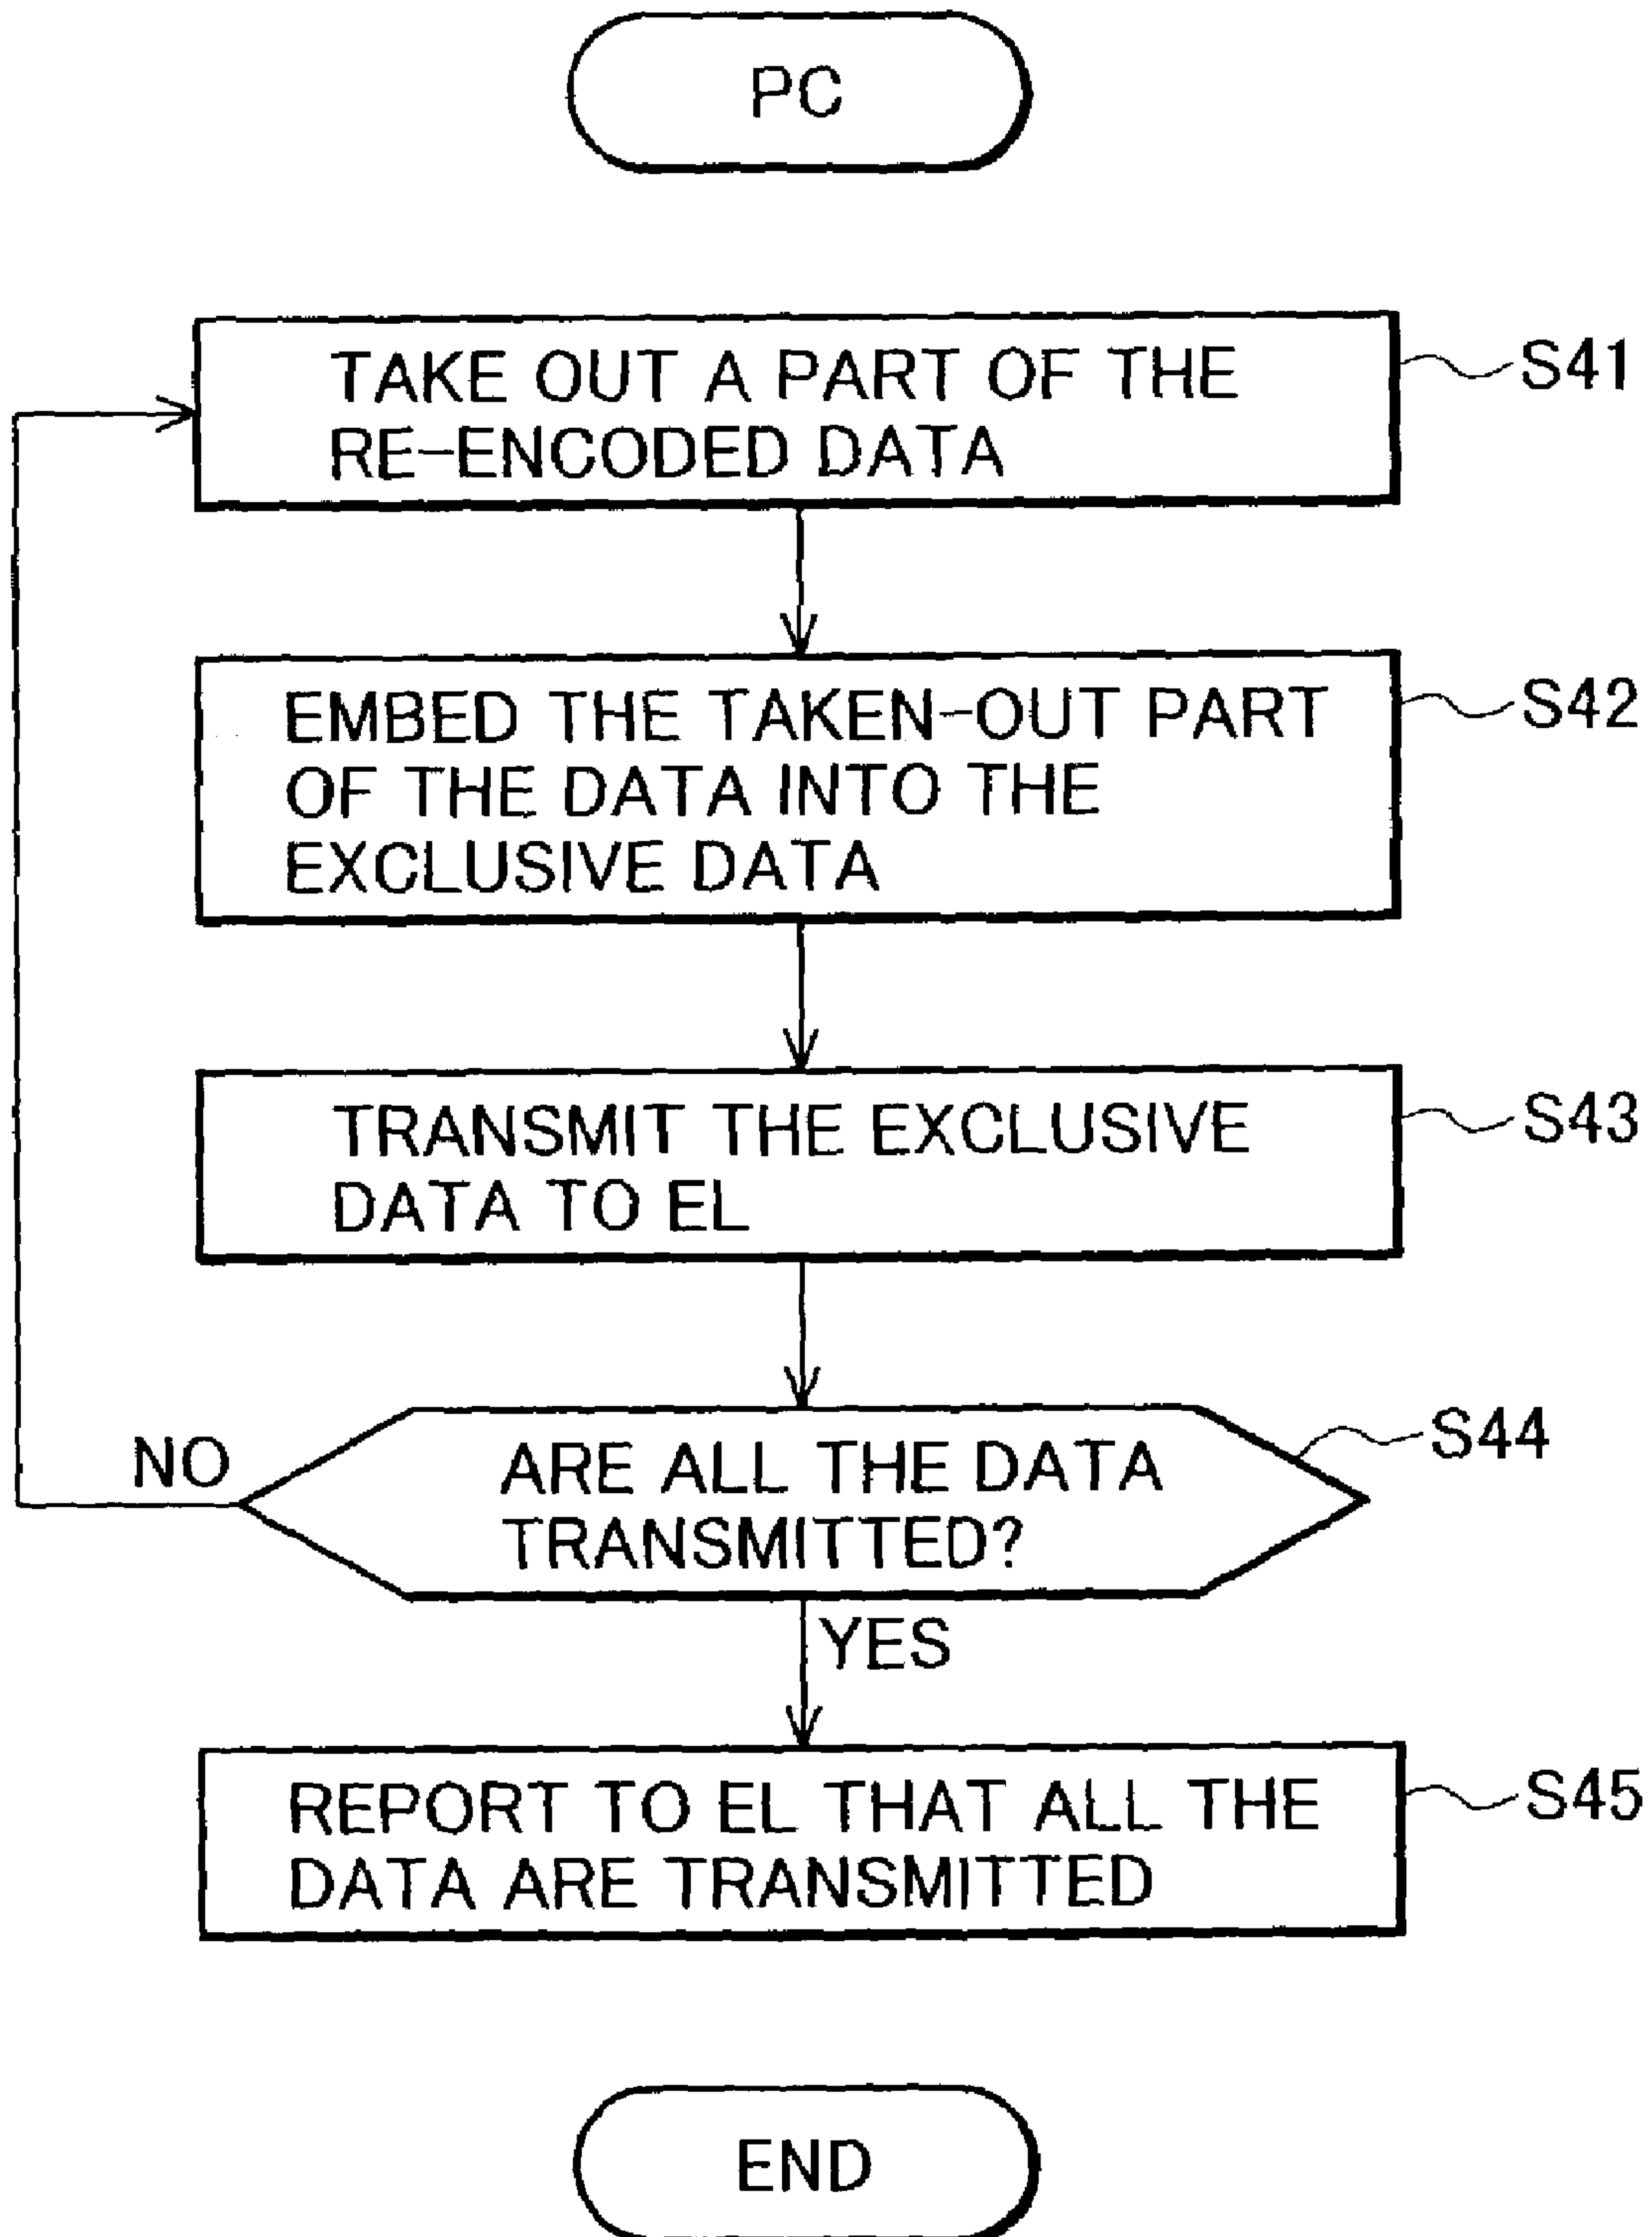 PC
TAKE OUT A PART OF THE
RE-ENCODED DATA
S41
EMBED THE TAKEN-OUT PART
OF THE DATA INTO THE
EXCLUSIVE DATA
S42
TRANSMIT THE EXCLUSIVE
DATA TO EL
S43
ARE ALL THE DATA
TRANSMITTED?
S44
NO
YES
REPORT TO EL THAT ALL THE
DATA ARE TRANSMITTED
S45
END